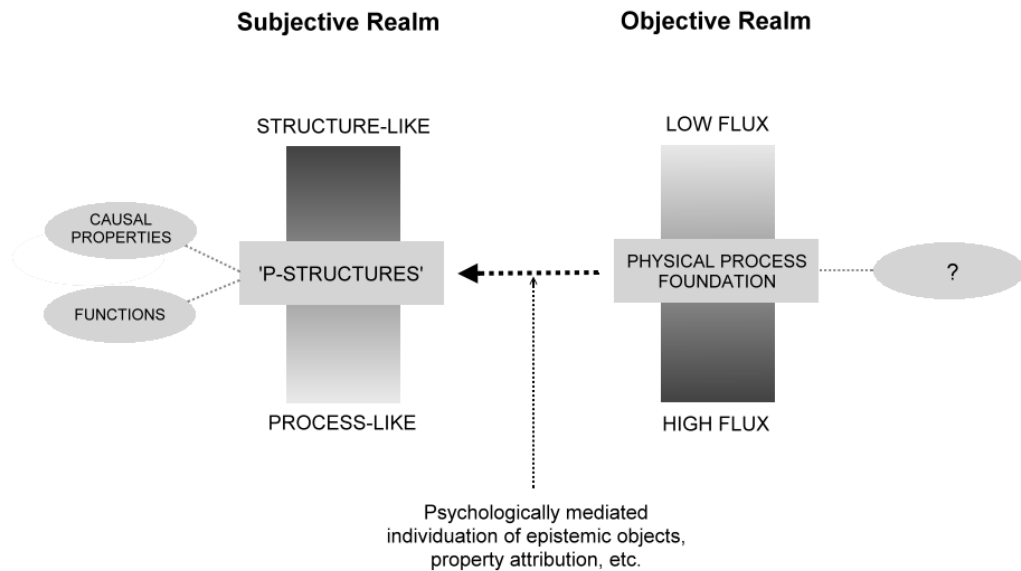 Subjective Realm
Objective Realm
STRUCTURE-LIKE
LOW FLUX
CAUSAL
PROPERTIES
'P-STRUCTURES'
PHYSICAL PROCESS
FOUNDATION
?
FUNCTIONS
PROCESS-LIKE
HIGH FLUX
Psychologically mediated
individuation of epistemic objects,
property attribution, etc.